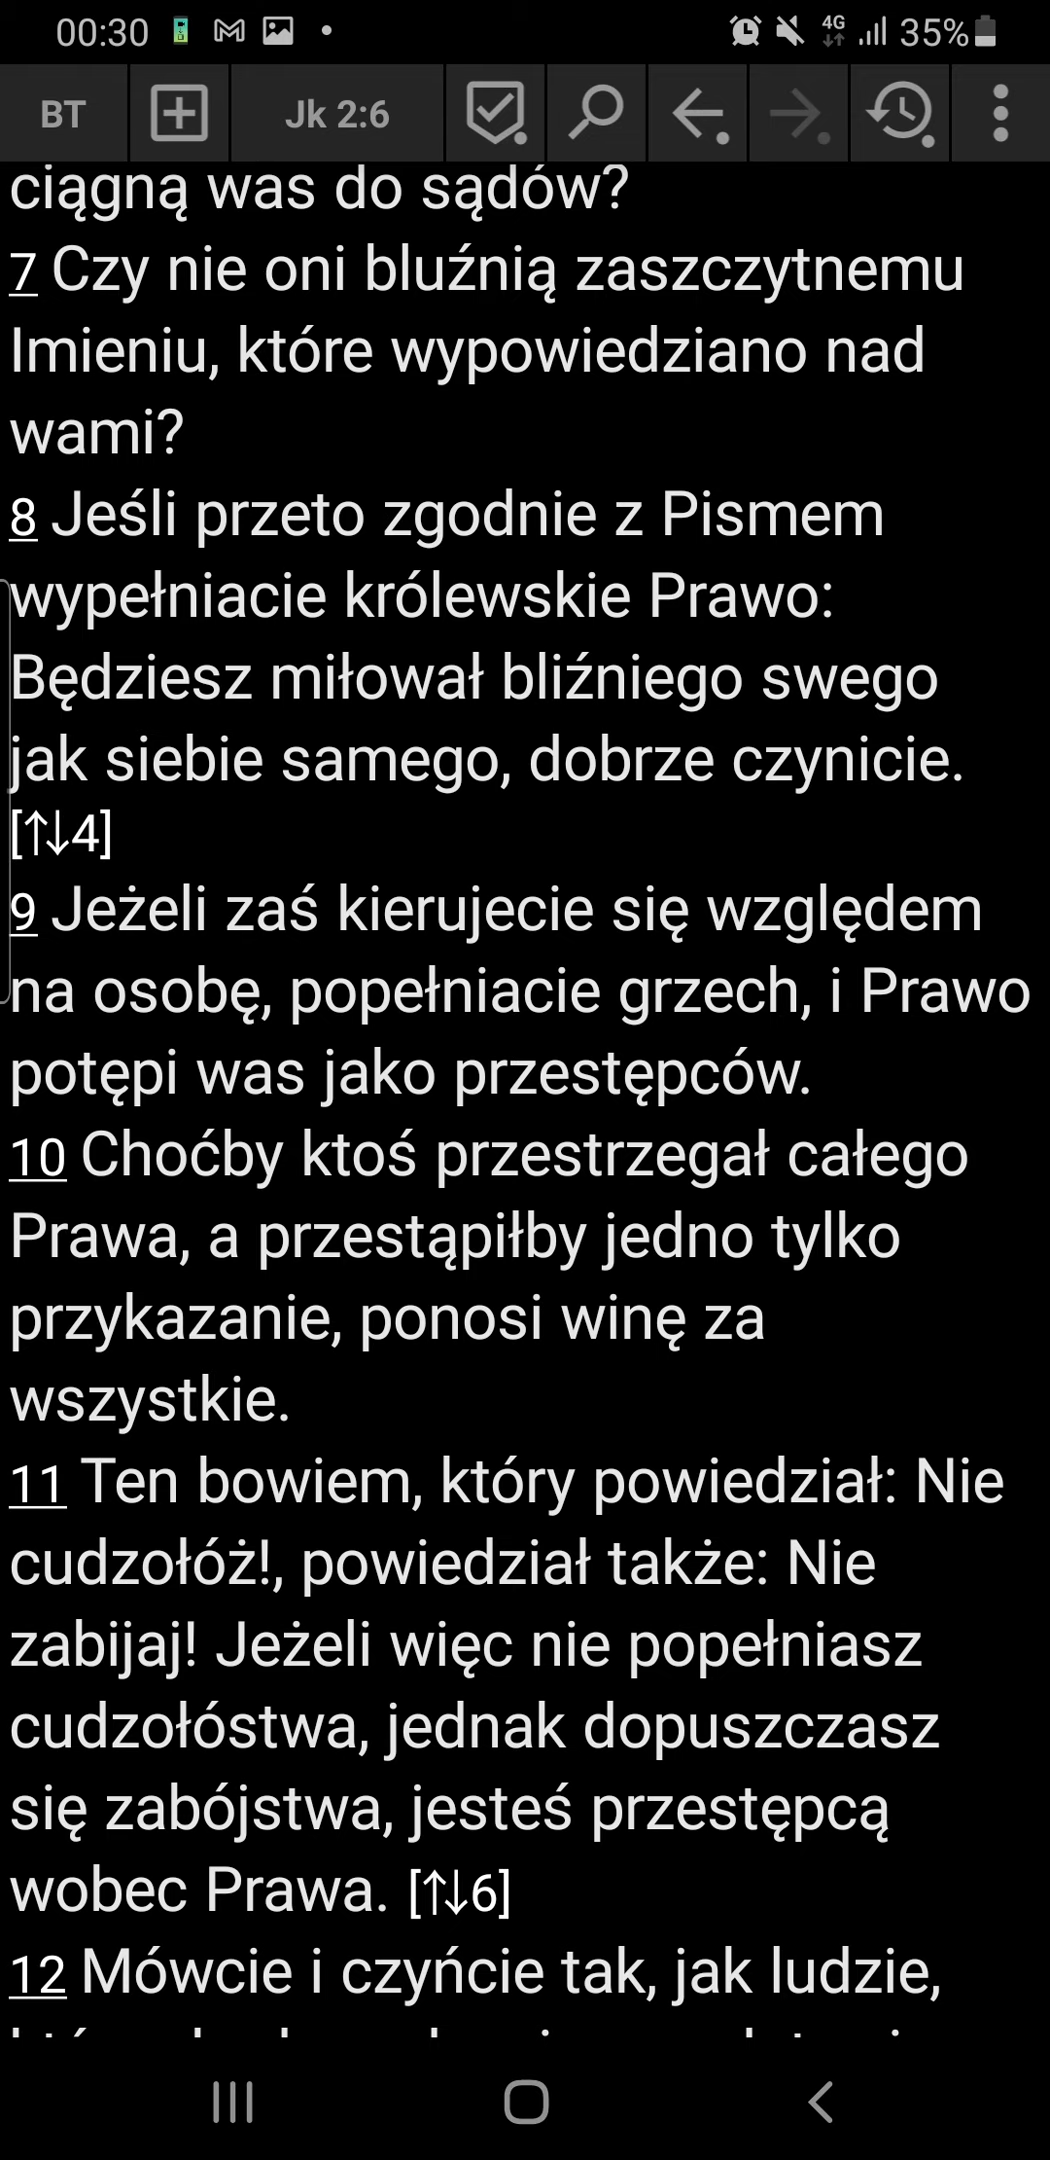 00:30
4G
35%
BT
Jk 2:6
ciągną was do sądów?
7 Czy nie oni bluźnią zaszczytnemu
Imieniu, które wypowiedziano nad
wami?
8 Jeśli przeto zgodnie z Pismem
wypełniacie królewskie Prawo:
Będziesz miłował bliźniego swego
jak siebie samego, dobrze czynicie.
[↑↓4]
9 Jeżeli zaś kierujecie się względem
na osobę, popełniacie grzech, i Prawo
potępi was jako przestępców.
10 Choćby ktoś przestrzegał całego
Prawa, a przestąpiłby jedno tylko
przykazanie, ponosi winę za
wszystkie.
11 Ten bowiem, który powiedział: Nie
cudzołóż!, powiedział także: Nie
zabijaj! Jeżeli więc nie popełniasz
cudzołóstwa, jednak dopuszczasz
się zabójstwa, jesteś przestępcą
wobec Prawa. [↑↓6]
12 Mówcie i czyńcie tak, jak ludzie,